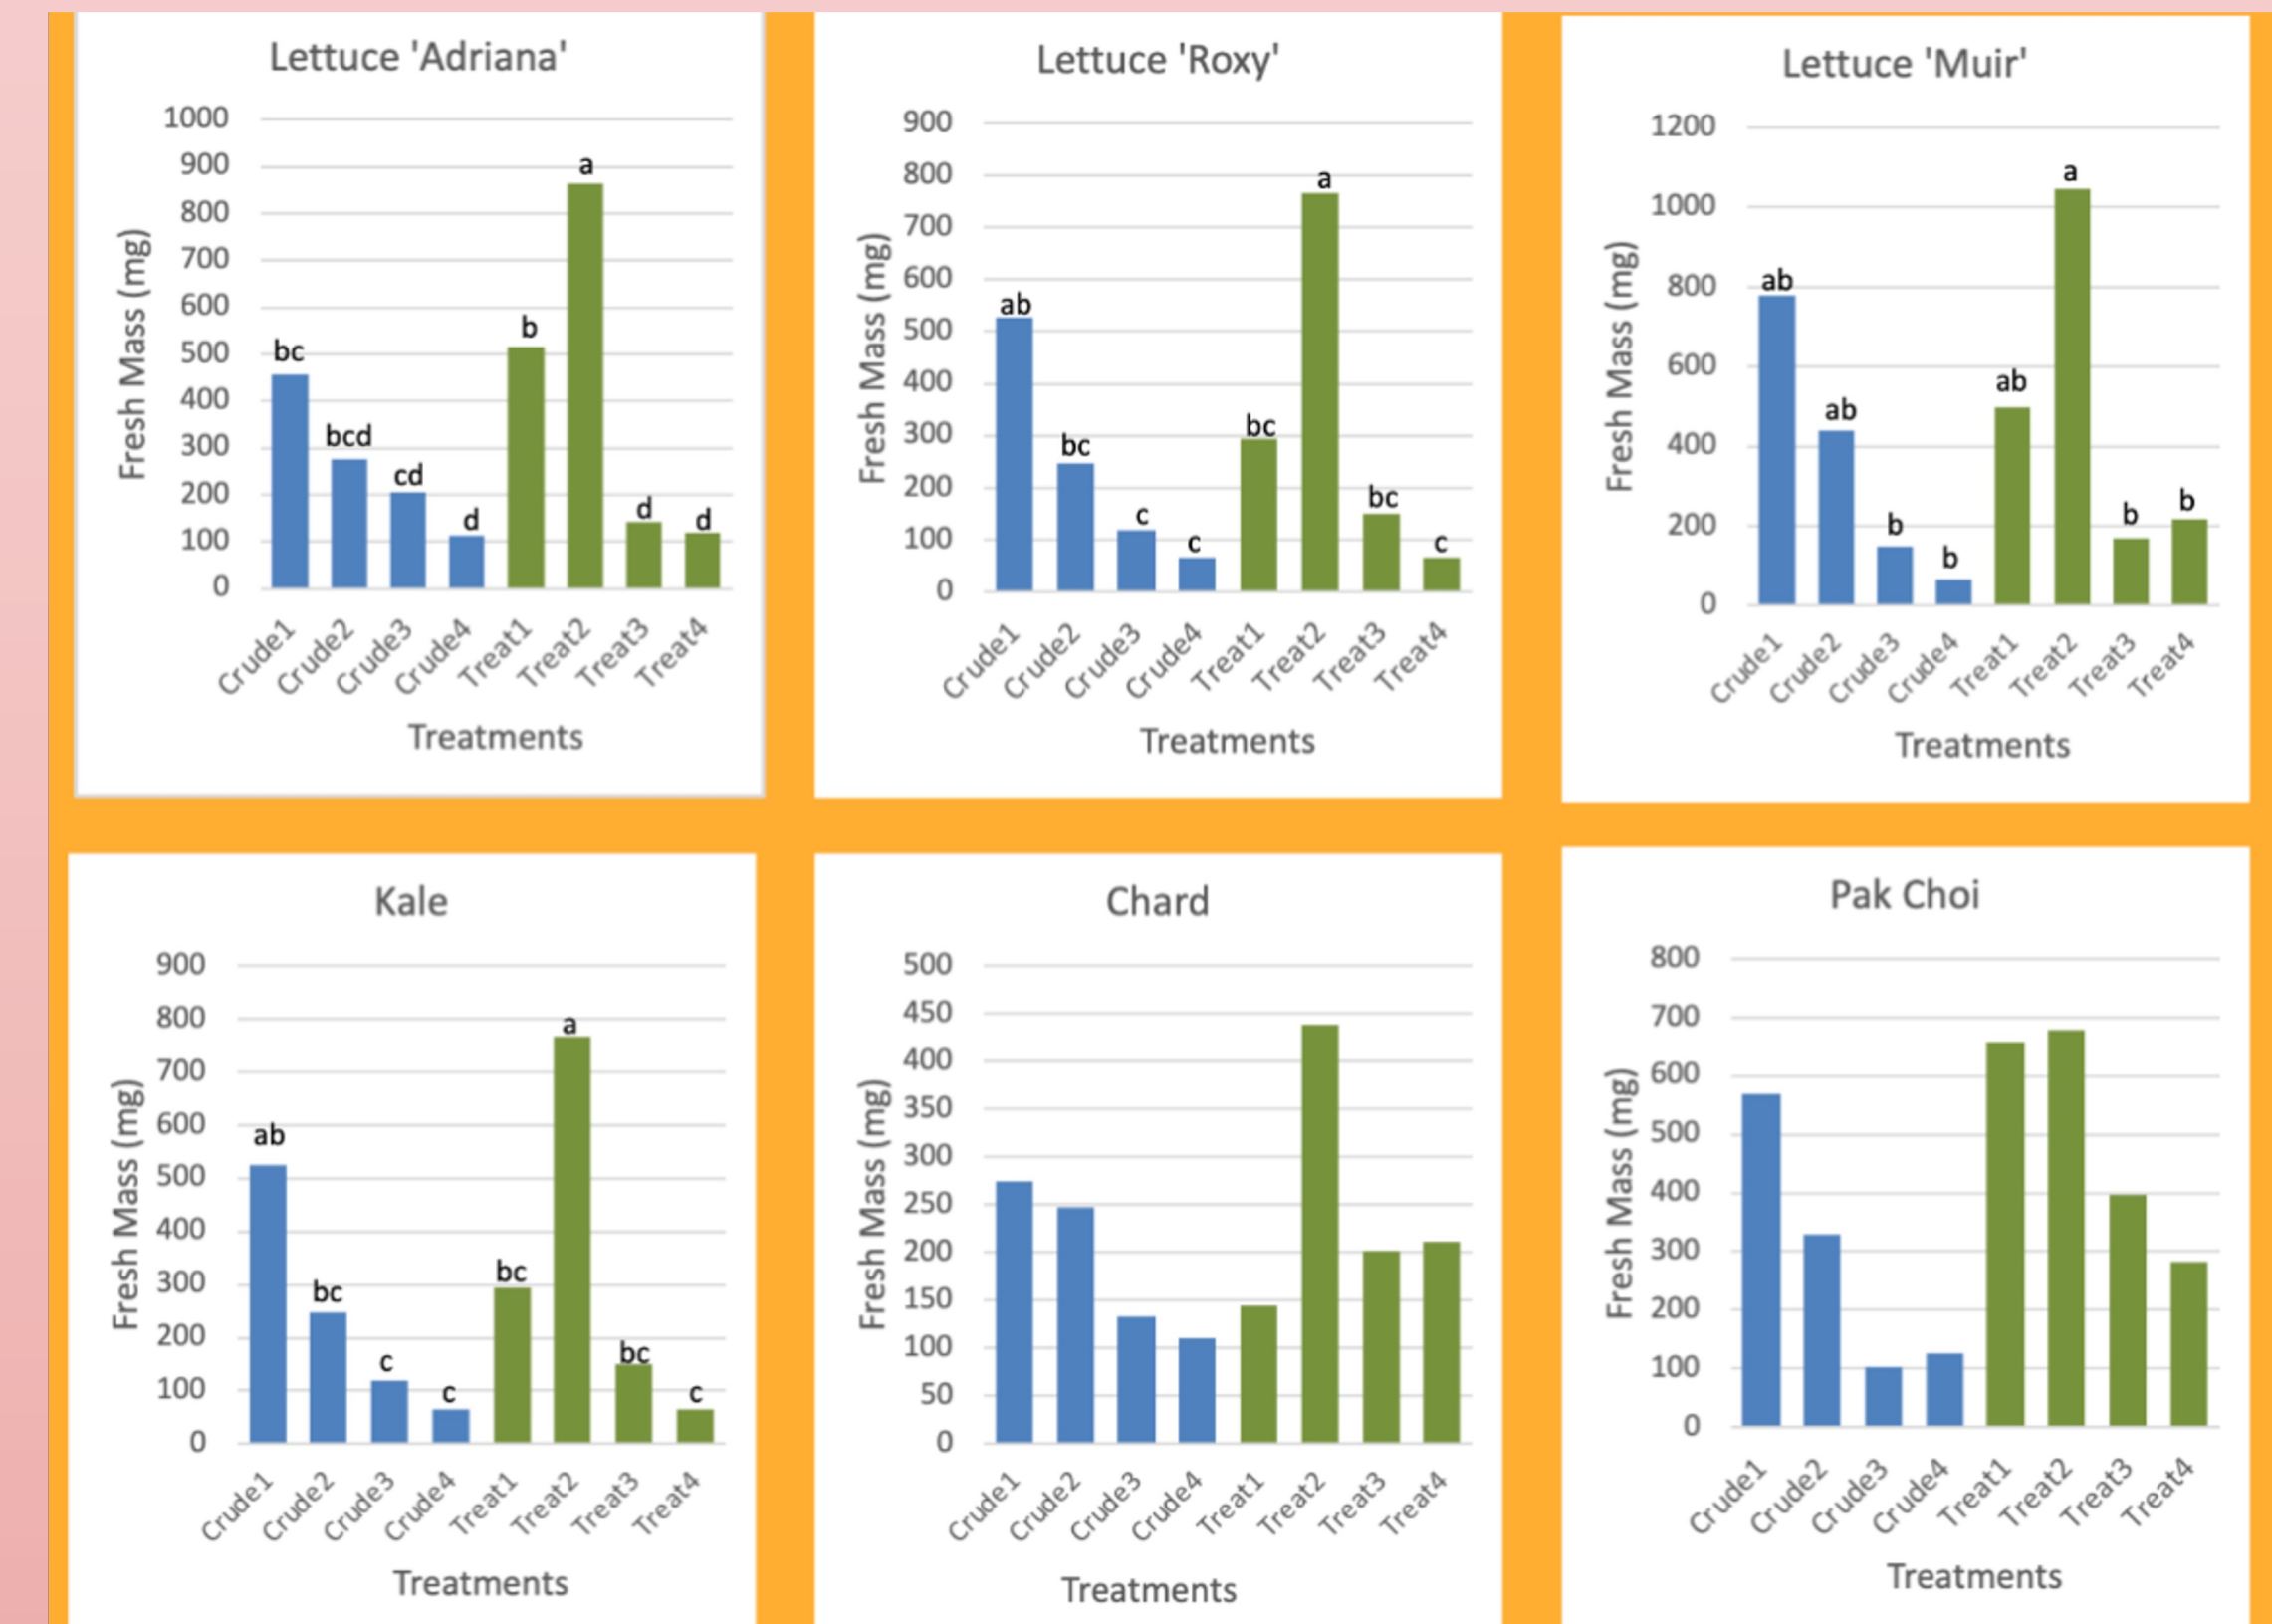 Lettuce 'Adriana'
1000
900
800
700
600
500
400
300
200
100
0
Fresh Mass (mg)
bc
bcd
cd
d
b
a
d
d
Crude1
Crude2
Crude3
Crude4
Treat1
Treat2
Treat3
Treat4
Treatments
Lettuce 'Roxy'
900
800
700
600
500
400
300
200
100
0
Fresh Mass (mg)
ab
bc
c
c
bc
a
bc
c
Crude1
Crude2
Crude3
Crude4
Treat1
Treat2
Treat3
Treat4
Treatments
Lettuce 'Muir'
1200
1000
800
600
400
200
0
Fresh Mass (mg)
ab
ab
b
b
ab
a
b
b
Crude1
Crude2
Crude3
Crude4
Treat1
Treat2
Treat3
Treat4
Treatments
Kale
900
800
700
600
500
400
300
200
100
0
Fresh Mass (mg)
ab
bc
c
c
bc
a
bc
c
Crude1
Crude2
Crude3
Crude4
Treat1
Treat2
Treat3
Treat4
Treatments
Chard
500
450
400
350
300
250
200
150
100
50
0
Fresh Mass (mg)
Crude1
Crude2
Crude3
Crude4
Treat1
Treat2
Treat3
Treat4
Treatments
Pak Choi
800
700
600
500
400
300
200
100
0
Fresh Mass (mg)
Crude1
Crude2
Crude3
Crude4
Treat1
Treat2
Treat3
Treat4
Treatments